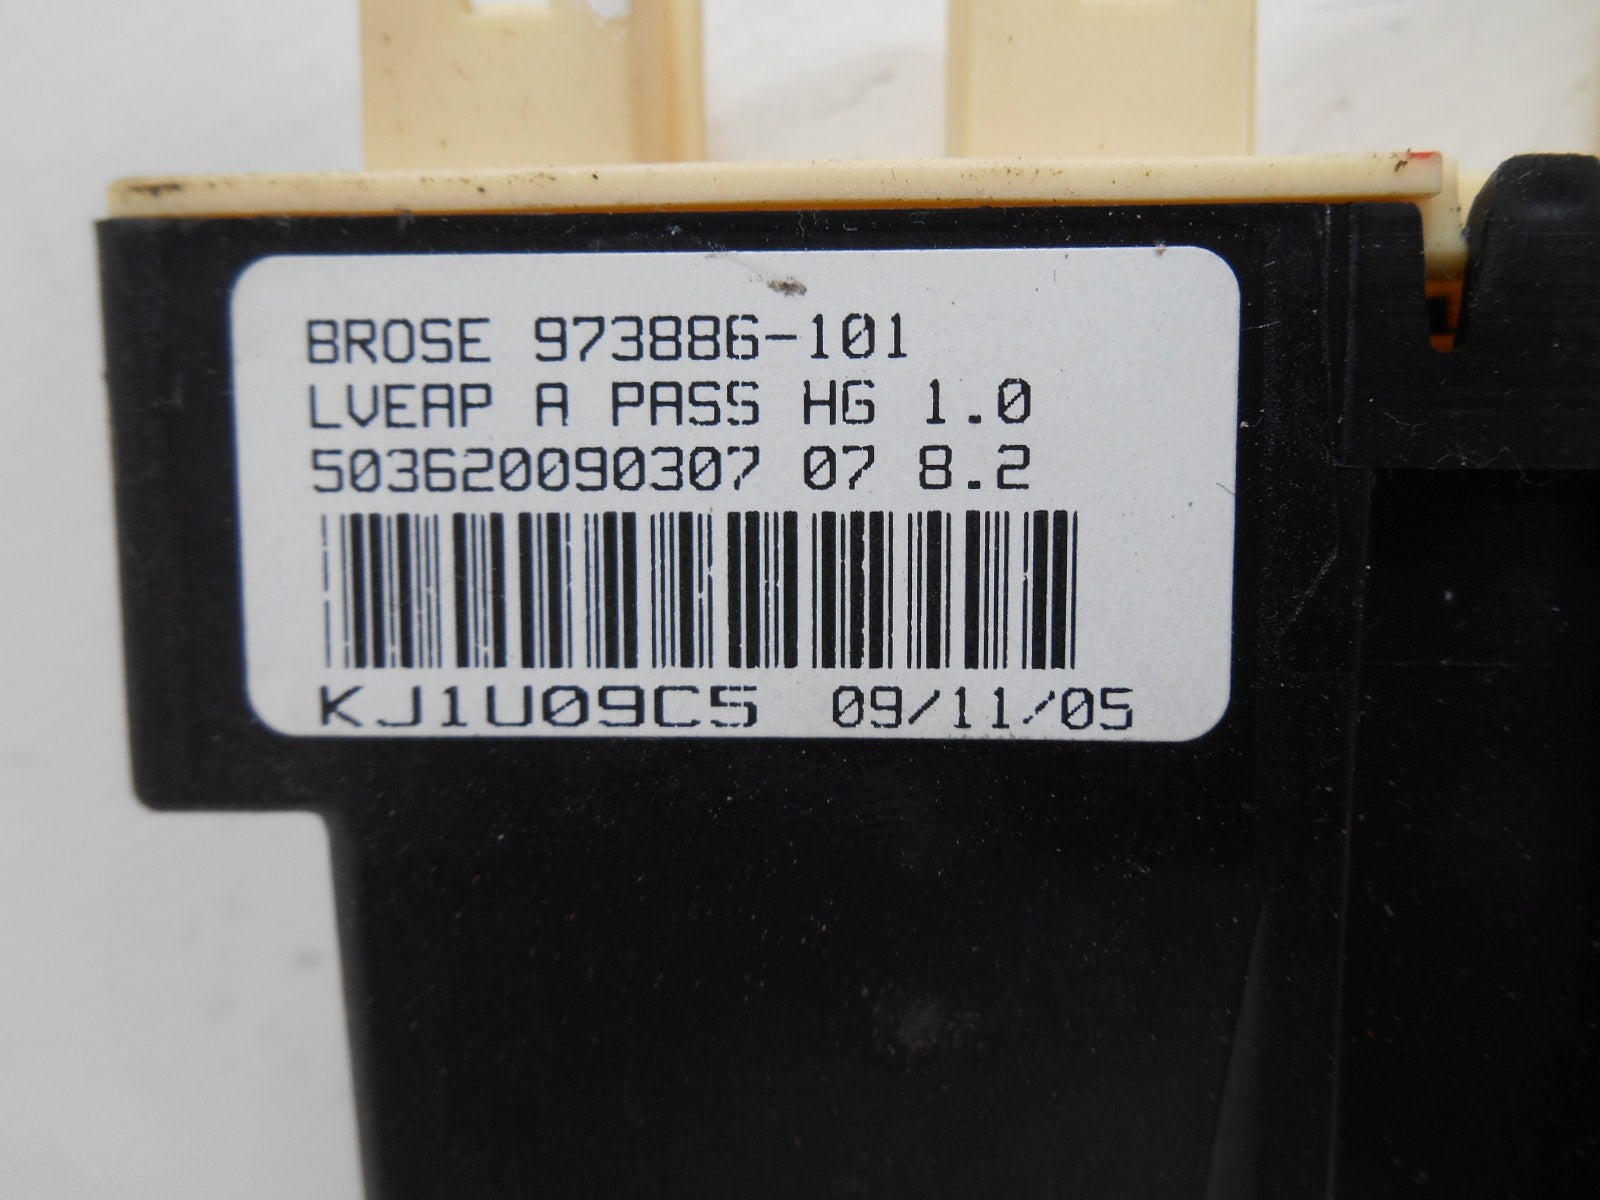 BROSE 973886-101
LVEAP A PASS HG 1.0
503620090307 07 8.2
KJ1U09C5 09/11/05